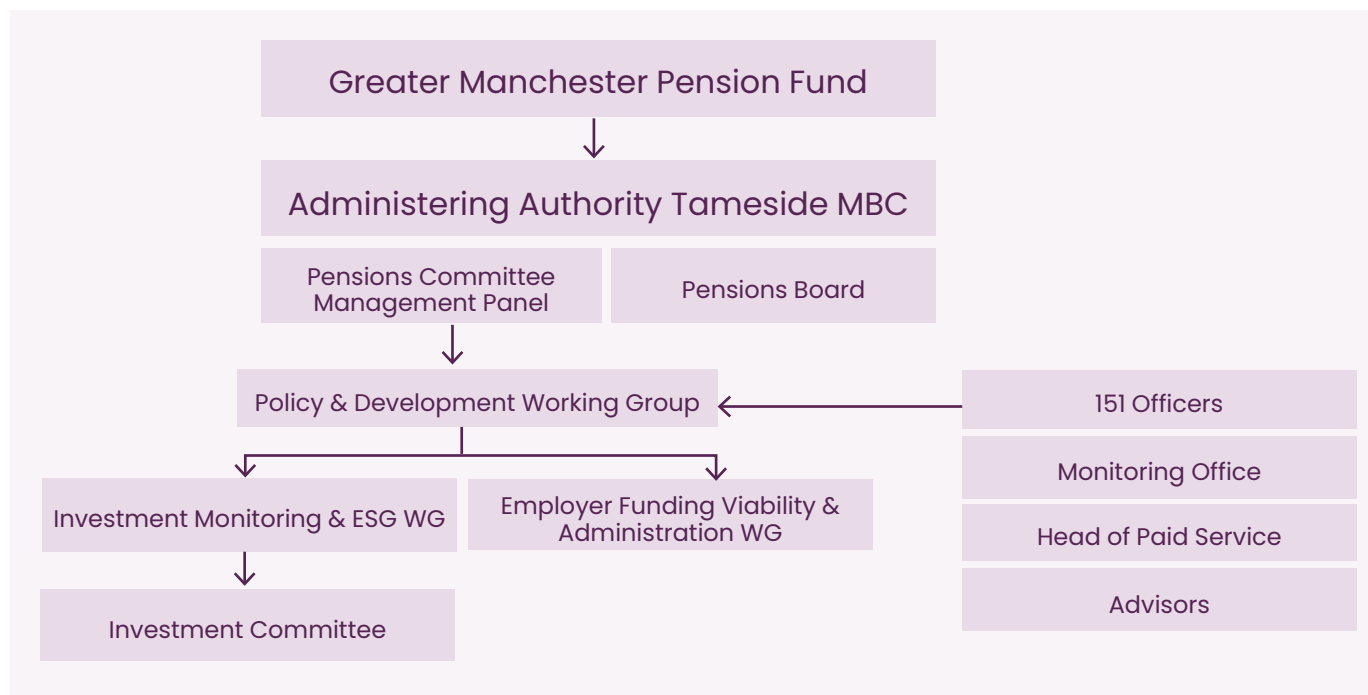 Greater Manchester Pension Fund
Administering Authority Tameside MBC
Pensions Committee
Management Panel
Pensions Board
Policy & Development Working Group
151 Officers
Monitoring Office
Head of Paid Service
Advisors
Investment Monitoring & ESG WG
Employer Funding Viability &
Administration WG
Investment Committee